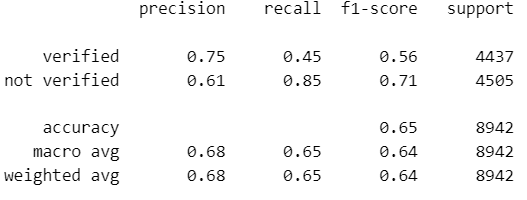 precision recall f1-score support
verified 0.75 0.45 0.56 4437
not verified 0.61 0.85 0.71 4505
accuracy 0.65 8942
macro avg 0.68 0.65 0.64 8942
weighted avg 0.68 0.65 0.64 8942